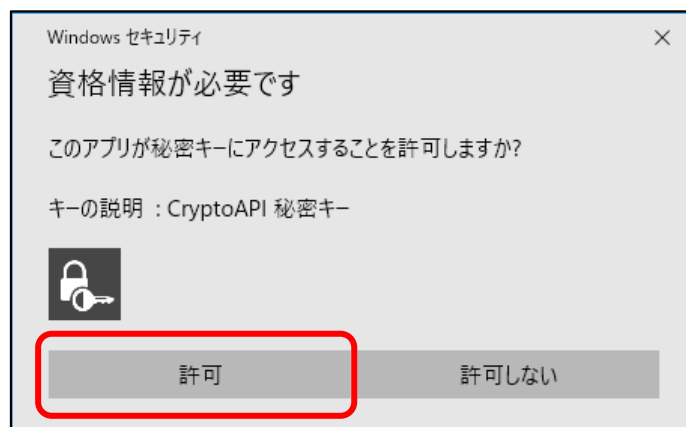 Windows セキュリティ
資格情報が必要です
このアプリが秘密キーにアクセスすることを許可しますか?
キーの説明 : CryptoAPI 秘密キー
許可
許可しない